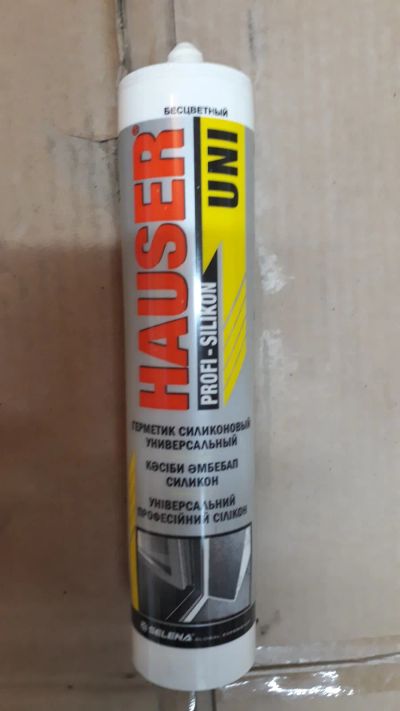 БЕСЦВЕТНЫЙ
HAUSER®
UNI
PROFI - SILIKON
ГЕРМЕТИК СИЛИКОНОВЫЙ
УНИВЕРСАЛЬНЫЙ
КӘСІБИ ӘМБЕБАП
СИЛИКОН
УНІВЕРСАЛЬНИЙ
ПРОФЕСІЙНИЙ СІЛІКОН
SELENA